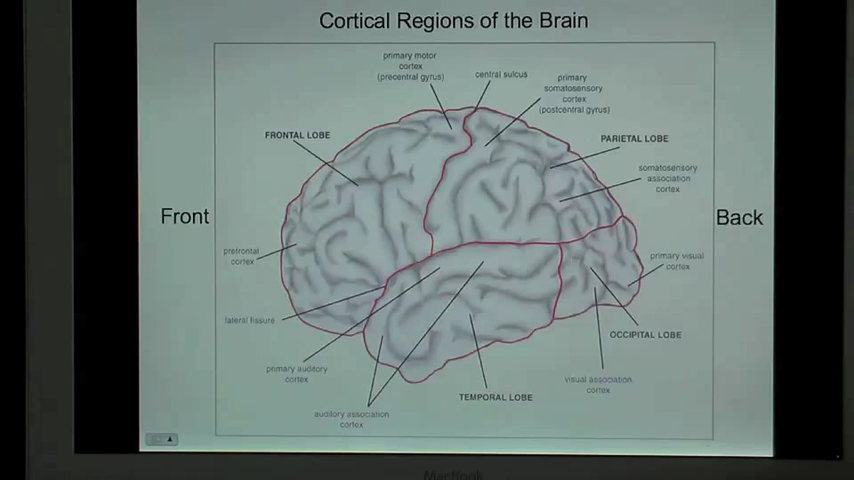 Cortical Regions of the Brain
primary motor
cortex
(precentral gyrus)
central sulcus
primary
somatosensory
cortex
(postcentral gyrus)
FRONTAL LOBE
PARIETAL LOBE
somatosensory
association
cortex
Front
Back
prefrontal
cortex
primary visual
cortex
lateral fissure
OCCIPITAL LOBE
primary auditory
cortex
visual association
cortex
TEMPORAL LOBE
auditory association
cortex
MacBook